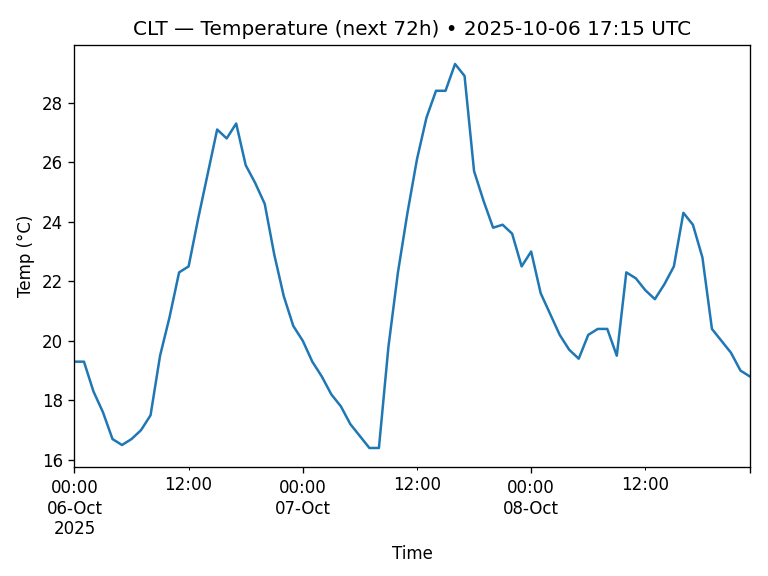 CLT — Temperature (next 72h) • 2025-10-06 17:15 UTC
28
26
24
22
20
18
16
Temp (°C)
00:00 12:00 00:00 12:00 00:00 12:00
06-Oct 07-Oct 08-Oct
2025
Time